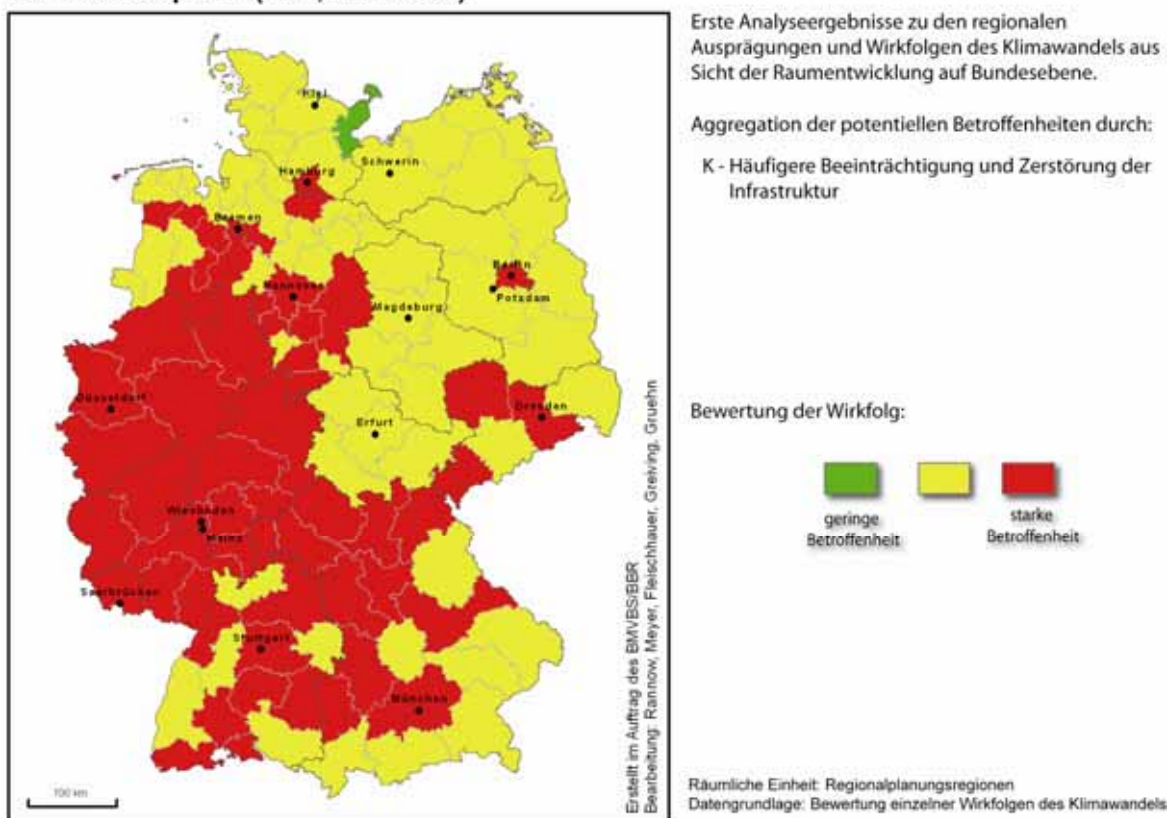 Erste Analyseergebnisse zu den regionalen
Ausprägungen und Wirkfolgen des Klimawandels aus
Sicht der Raumentwicklung auf Bundesebene.
Aggregation der potentiellen Betroffenheiten durch:
K - Häufigere Beeinträchtigung und Zerstörung der
Infrastruktur
Kiel
Schwerin
Hamburg
Bremen
Berlin
Hannover
Potsdam
Magdeburg
Düsseldorf
Dresden
Erfurt
Wiesbaden
Mainz
Saarbrücken
Stuttgart
München
100 km
Erstellt im Auftrag des BMVBS/BBR
Bearbeitung: Rannow, Meyer, Fleischhauer, Greiving, Gruehn
Bewertung der Wirkfolg:
geringe
Betroffenheit
starke
Betroffenheit
Räumliche Einheit: Regionalplanungsregionen
Datengrundlage: Bewertung einzelner Wirkfolgen des Klimawandels